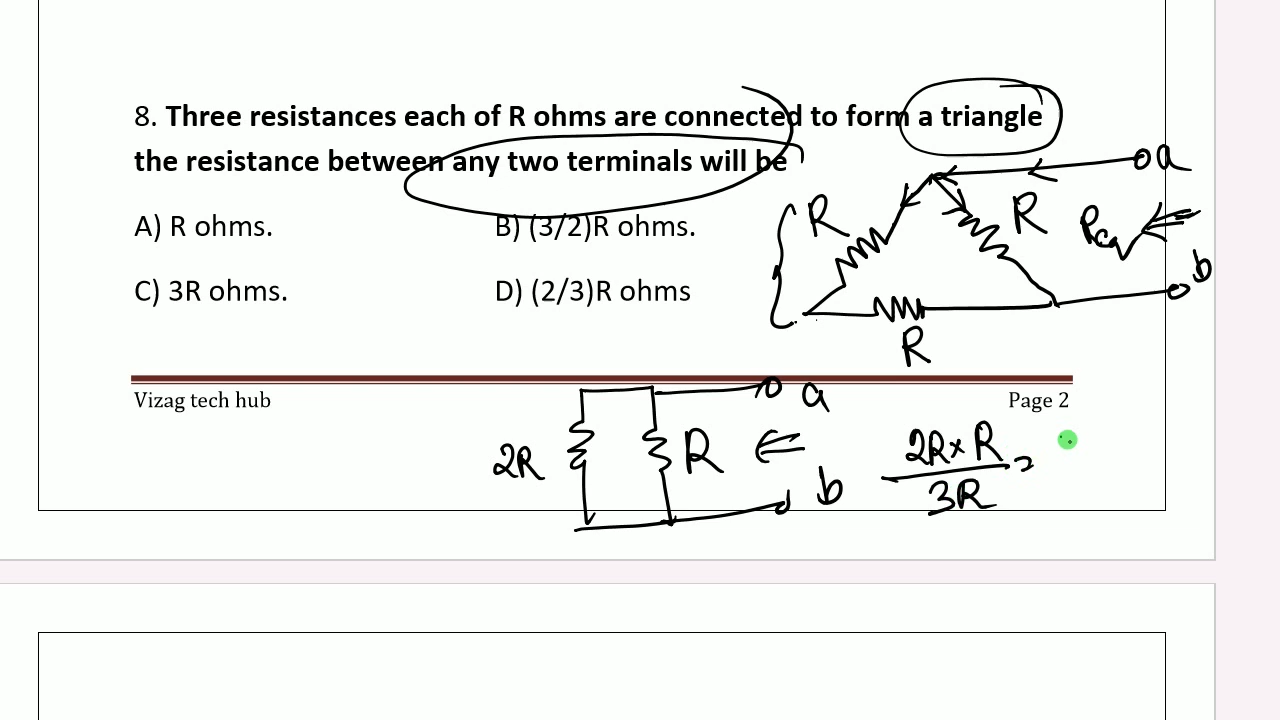 8. Three resistances each of R ohms are connected to form a triangle
the resistance between any two terminals will be
A) R ohms. B) (3/2)R ohms.
C) 3R ohms. D) (2/3)R ohms
a
R R Req
b
R
Vizag tech hub Page 2
a
2R R 2R×R
b 3R =